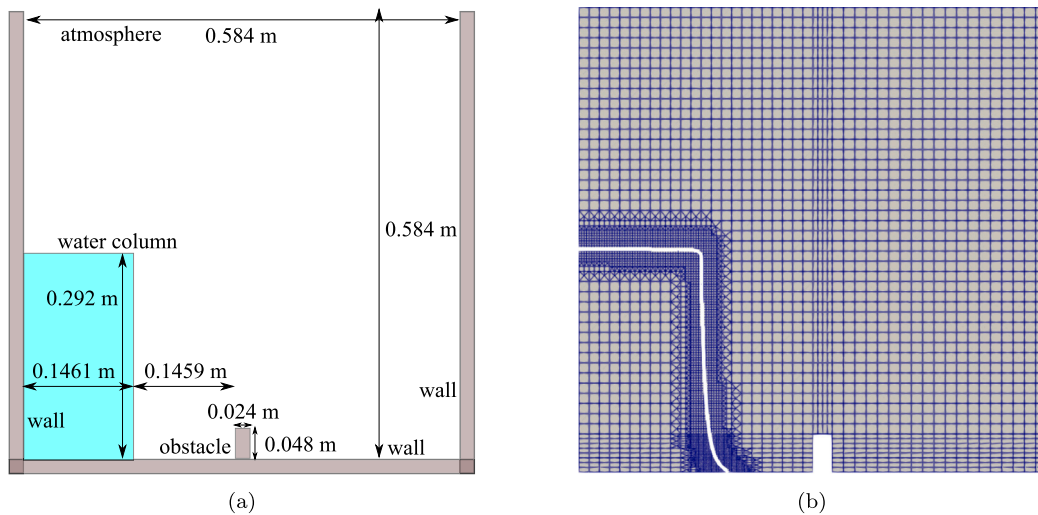 atmosphere
0.584 m
0.584 m
water column
0.292 m
0.1461 m
0.1459 m
wall
wall
0.024 m
obstacle
0.048 m
wall
(a)
(b)